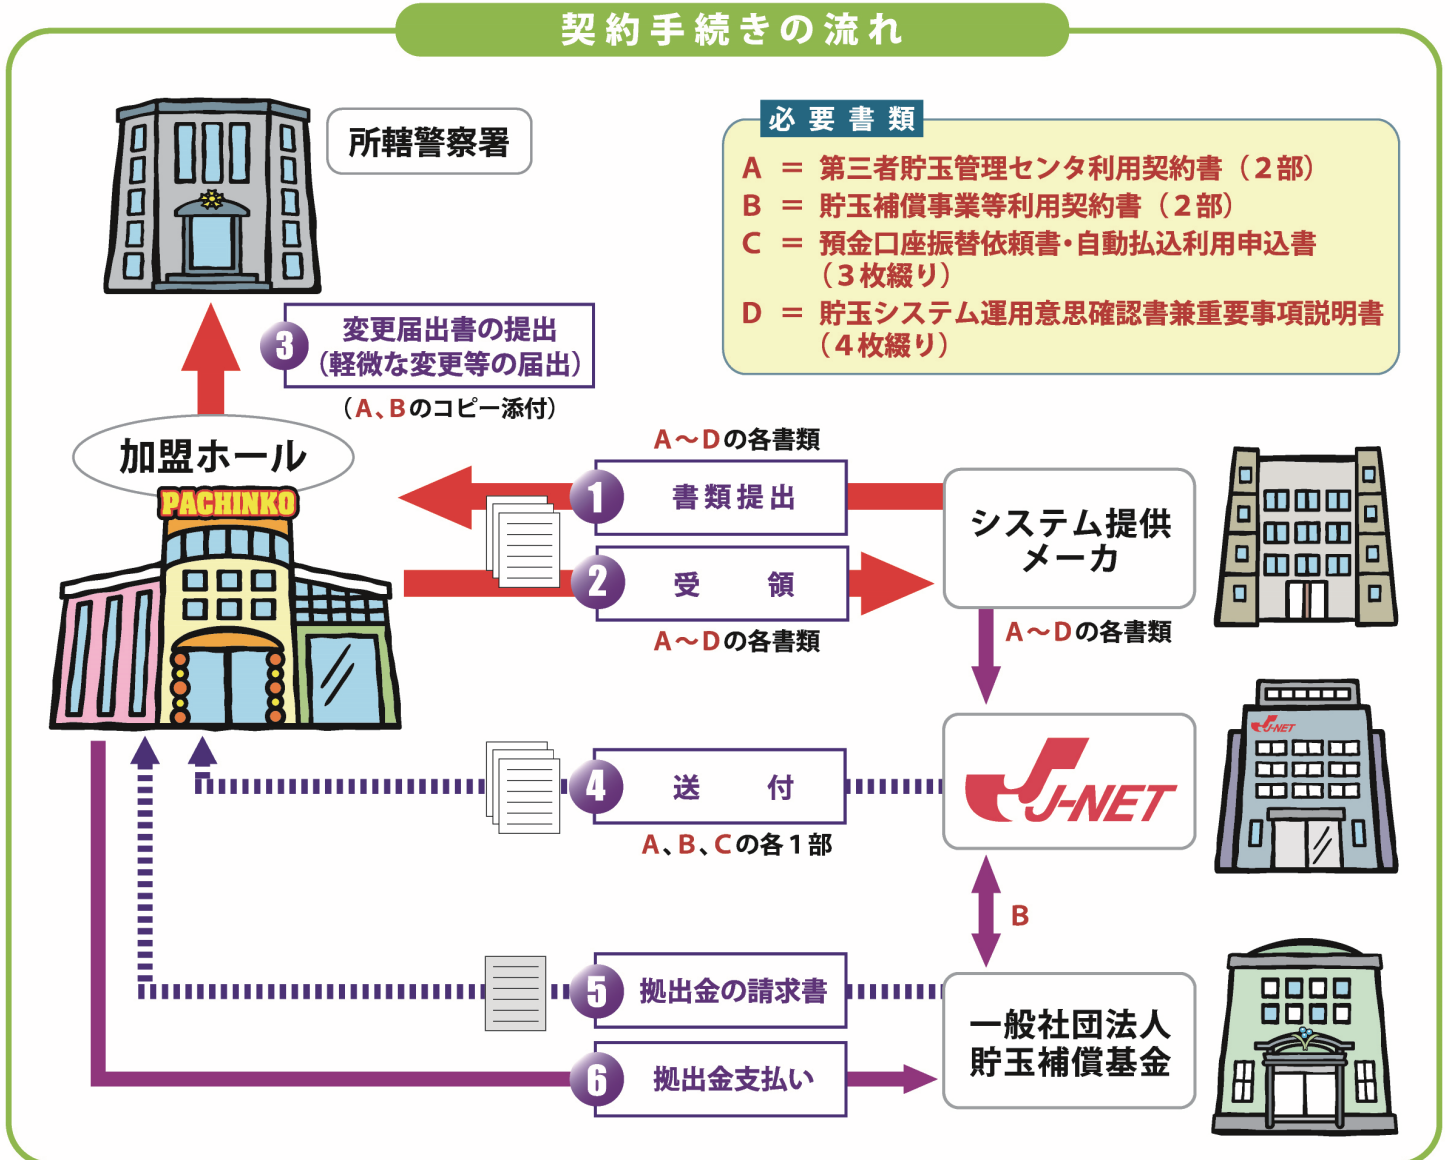 契約手続きの流れ
所轄警察署
必要書類
A = 第三者貯玉管理センタ利用契約書（2部）
B = 貯玉補償事業等利用契約書（2部）
C = 預金口座振替依頼書・自動払込利用申込書
（3枚綴り）
D = 貯玉システム運用意思確認書兼重要事項説明書
（4枚綴り）
3 変更届出書の提出
（軽微な変更等の届出）
（A、Bのコピー添付）
加盟ホール
PACHINKO
A～Dの各書類
1 書類提出
システム提供
メーカ
2 受領
A～Dの各書類
A～Dの各書類
J-NET
4 送付
J-NET
A、B、Cの各1部
B
5 拠出金の請求書
一般社団法人
貯玉補償基金
6 拠出金支払い